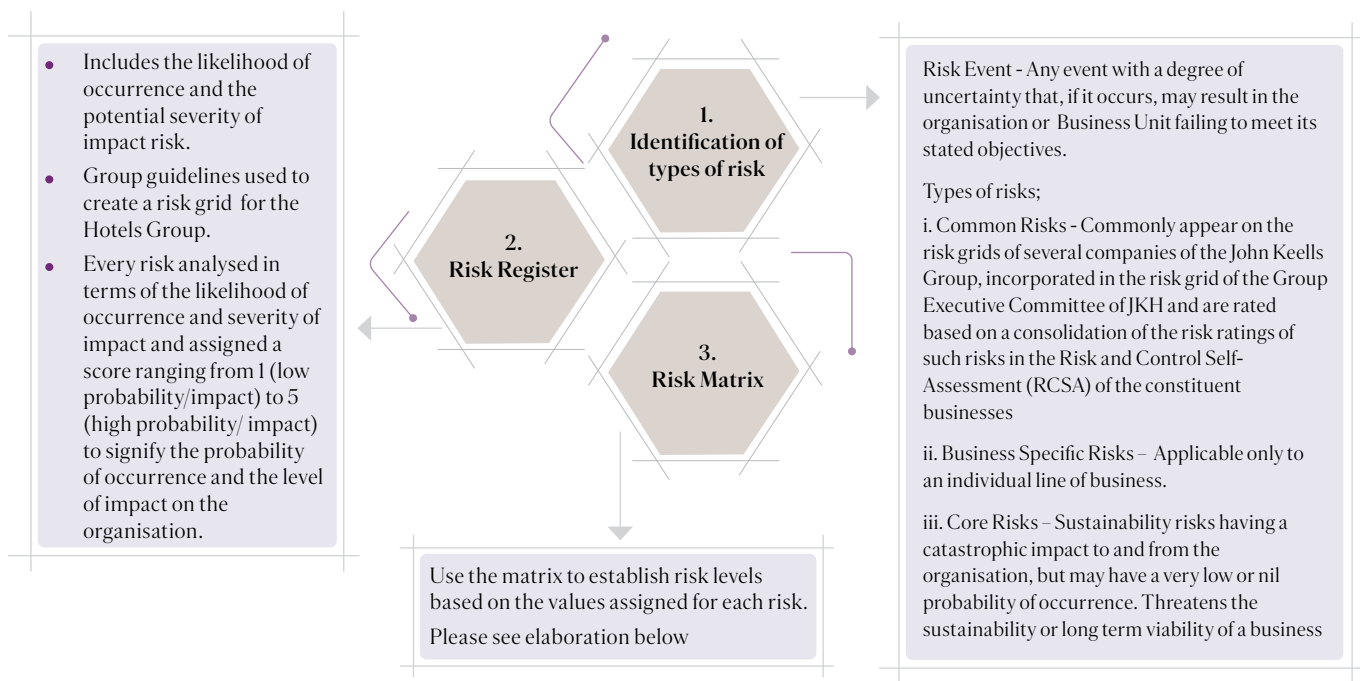 1.
Identification of
types of risk
Risk Event - Any event with a degree of
uncertainty that, if it occurs, may result in the
organisation or Business Unit failing to meet its
stated objectives.
Types of risks;
i. Common Risks - Commonly appear on the
risk grids of several companies of the John Keells
Group, incorporated in the risk grid of the Group
Executive Committee of JKH and are rated
based on a consolidation of the risk ratings of
such risks in the Risk and Control Self-
Assessment (RCSA) of the constituent
businesses
ii. Business Specific Risks – Applicable only to
an individual line of business.
iii. Core Risks – Sustainability risks having a
catastrophic impact to and from the
organisation, but may have a very low or nil
probability of occurrence. Threatens the
sustainability or long term viability of a business
2.
Risk Register
• Includes the likelihood of
occurrence and the
potential severity of
impact risk.
• Group guidelines used to
create a risk grid for the
Hotels Group.
• Every risk analysed in
terms of the likelihood of
occurrence and severity of
impact and assigned a
score ranging from 1 (low
probability/impact) to 5
(high probability/ impact)
to signify the probability
of occurrence and the level
of impact on the
organisation.
3.
Risk Matrix
Use the matrix to establish risk levels
based on the values assigned for each risk.
Please see elaboration below